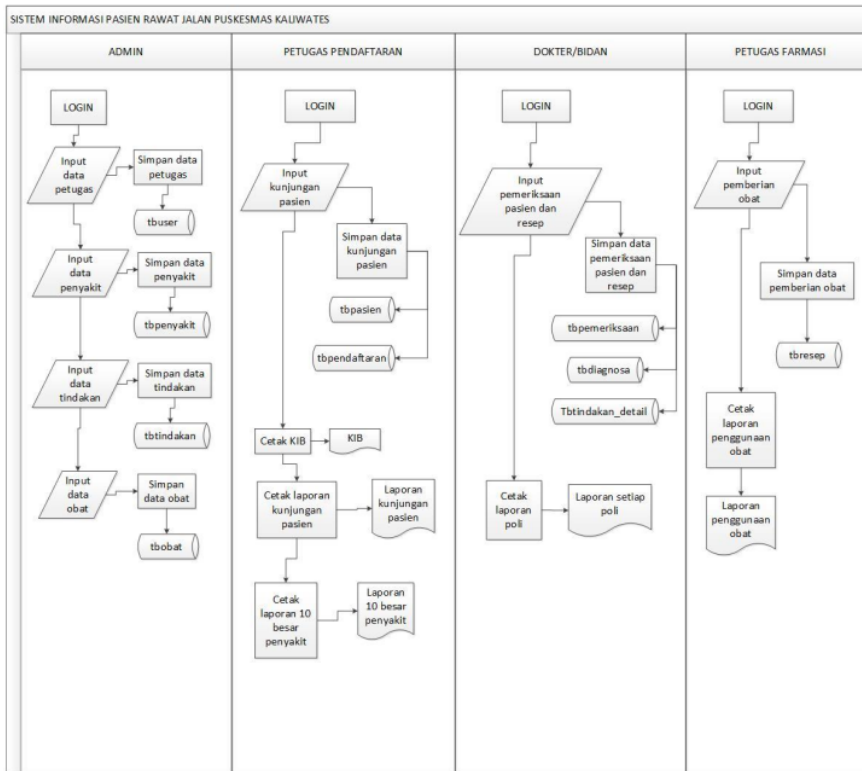 SISTEM INFORMASI PASIEN RAWAT JALAN PUSKESMAS KALIWATES
ADMIN
PETUGAS PENDAFTARAN
DOKTER/BIDAN
PETUGAS FARMASI
LOGIN
Input
data
petugas
Simpan data
petugas
tbuser
Input
data
penyakit
Simpan data
penyakit
tbpenyakit
Input
data
tindakan
Simpan data
tindakan
tbtindakan
Input
data
obat
Simpan
data obat
tbobat
LOGIN
Input
kunjungan
pasien
Simpan data
kunjungan
pasien
tbpasien
tbpendaftaran
Cetak KIB
KIB
Cetak laporan
kunjungan
pasien
Laporan
kunjungan
pasien
Cetak
laporan 10
besar
penyakit
Laporan
10 besar
penyakit
LOGIN
Input
pemeriksaan
pasien dan
resep
Simpan data
pemeriksaan
pasien dan
resep
tbpemeriksaan
tbdiagnosa
Tbtindakan_detail
Cetak
laporan
poli
Laporan setiap
poli
LOGIN
Input
pemberian
obat
Simpan data
pemberian obat
tbresep
Cetak
laporan
penggunaan
obat
Laporan
penggunaan
obat